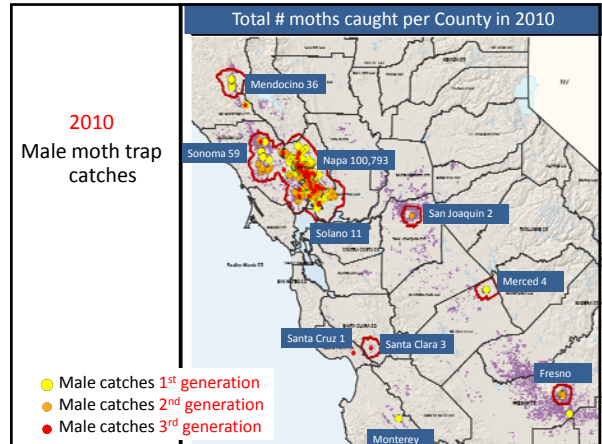 Total # moths caught per County in 2010
2010
Male moth trap
catches
Mendocino 36
NV
Sonoma 59
Napa 100,793
San Joaquin 2
Solano 11
Merced 4
Santa Cruz 1
Santa Clara 3
Fresno
Monterey
Male catches 1st generation
Male catches 2nd generation
Male catches 3rd generation